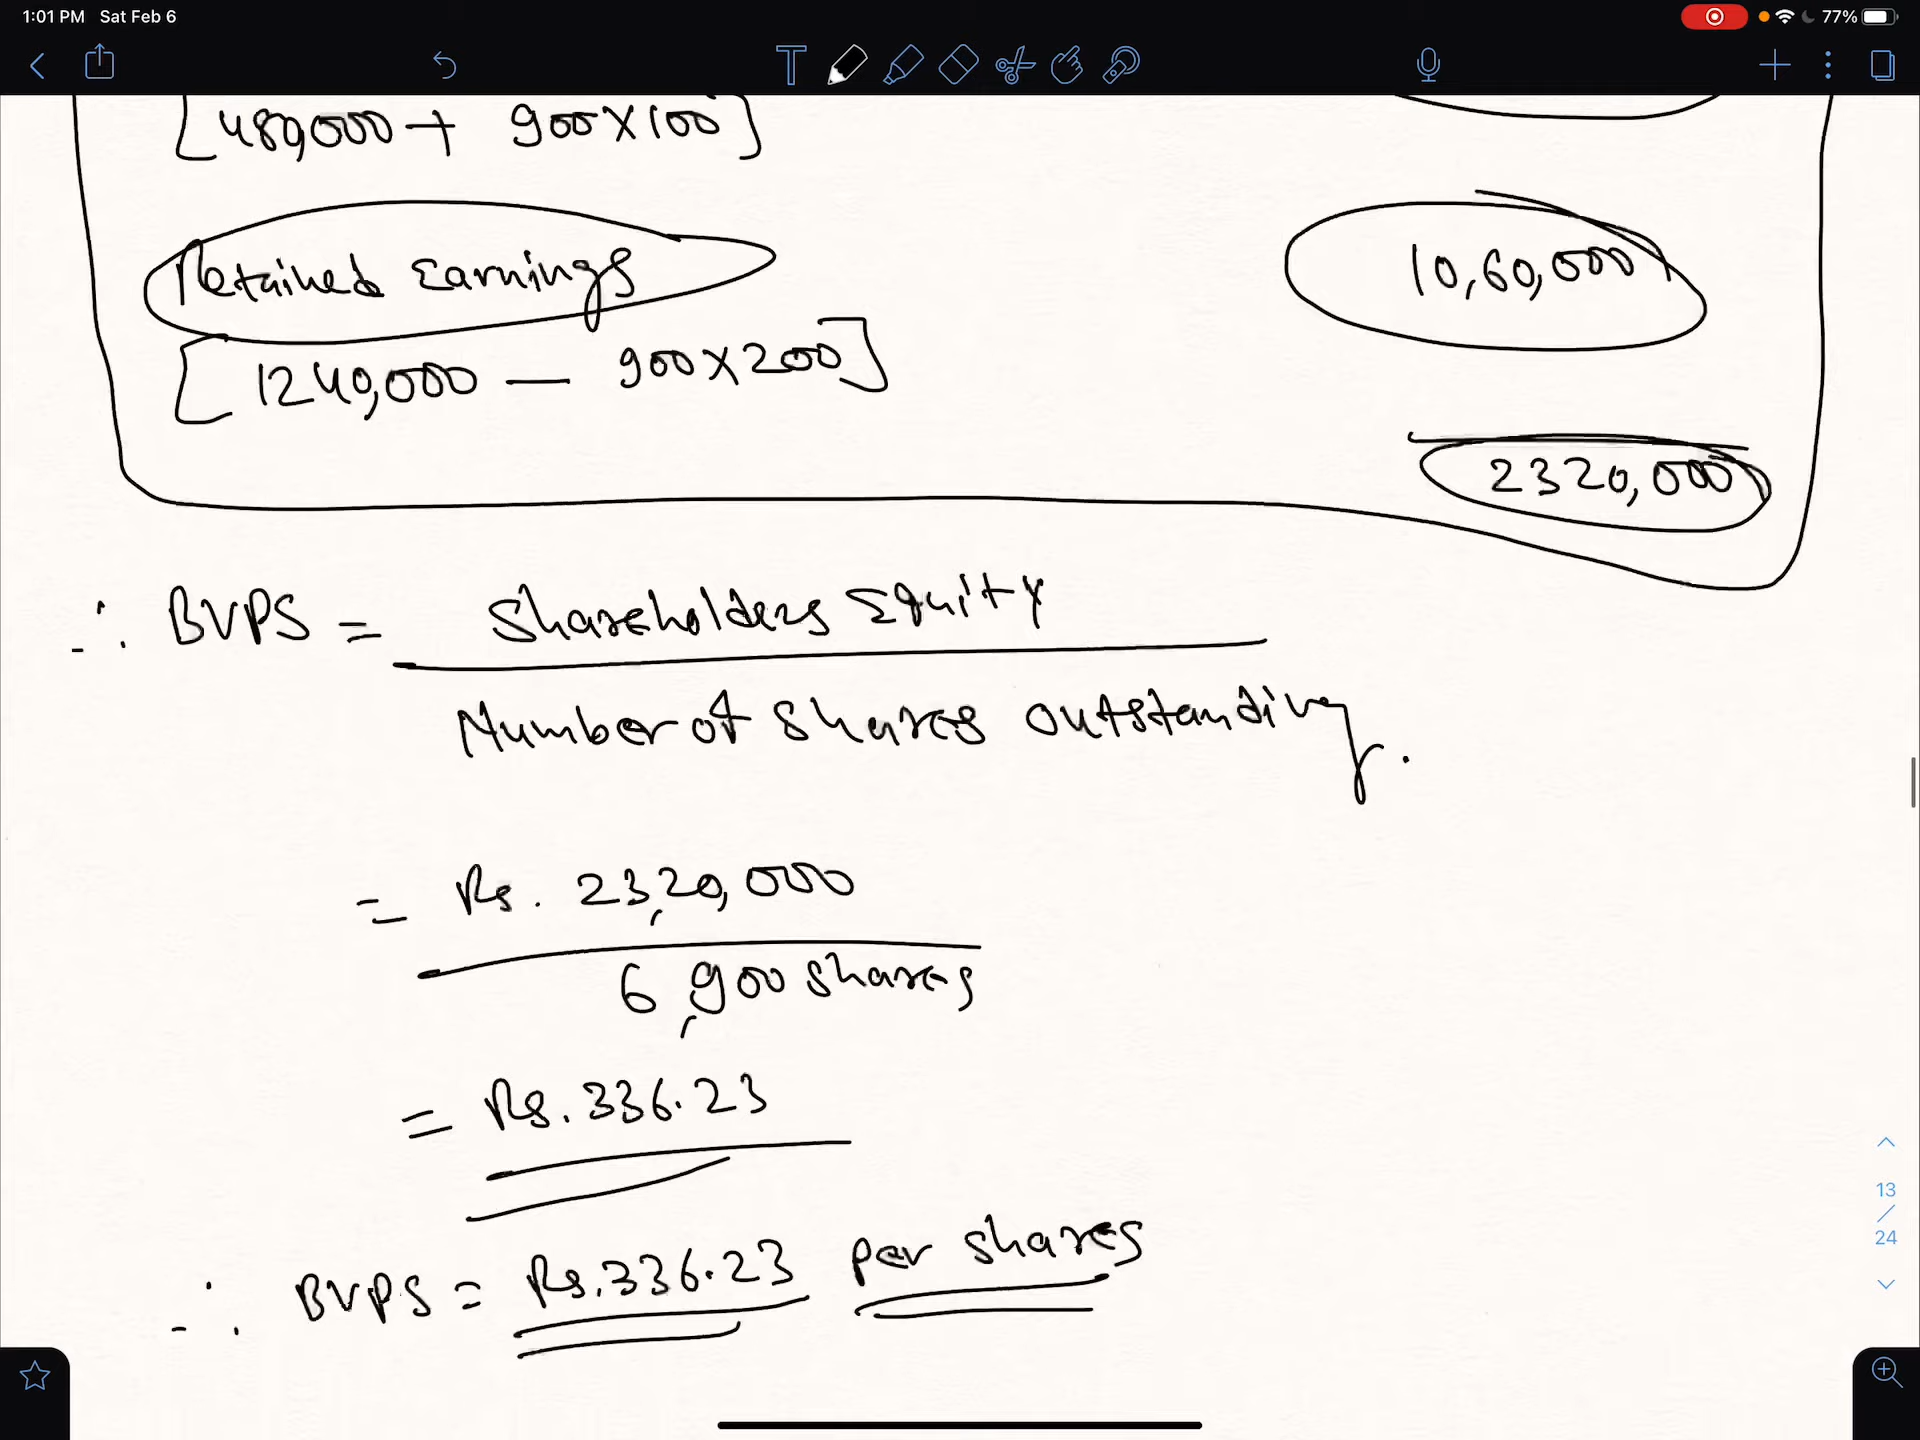 1:01 PM Sat Feb 6
77%
[480,000 + 900×100]
Retained Earnings 10,60,000
[1240,000 — 900×200]
2320,000
∴ BVPS = Shareholders Equity
Number of Shares Outstanding.
= Rs. 23,20,000
6,900 shares
= Rs. 336.23
13
/
24
∴ BVPS = Rs. 336.23 per shares